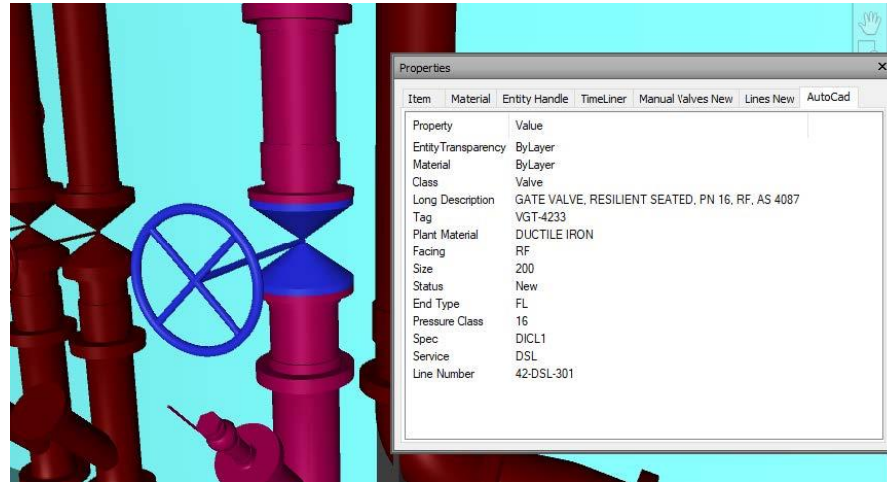 Properties
Item Material Entity Handle TimeLiner Manual Valves New Lines New AutoCad
Property Value
EntityTransparency ByLayer
Material ByLayer
Class Valve
Long Description GATE VALVE, RESILIENT SEATED, PN 16, RF, AS 4087
Tag VGT-4233
Plant Material DUCTILE IRON
Facing RF
Size 200
Status New
End Type FL
Pressure Class 16
Spec DICL1
Service DSL
Line Number 42-DSL-301